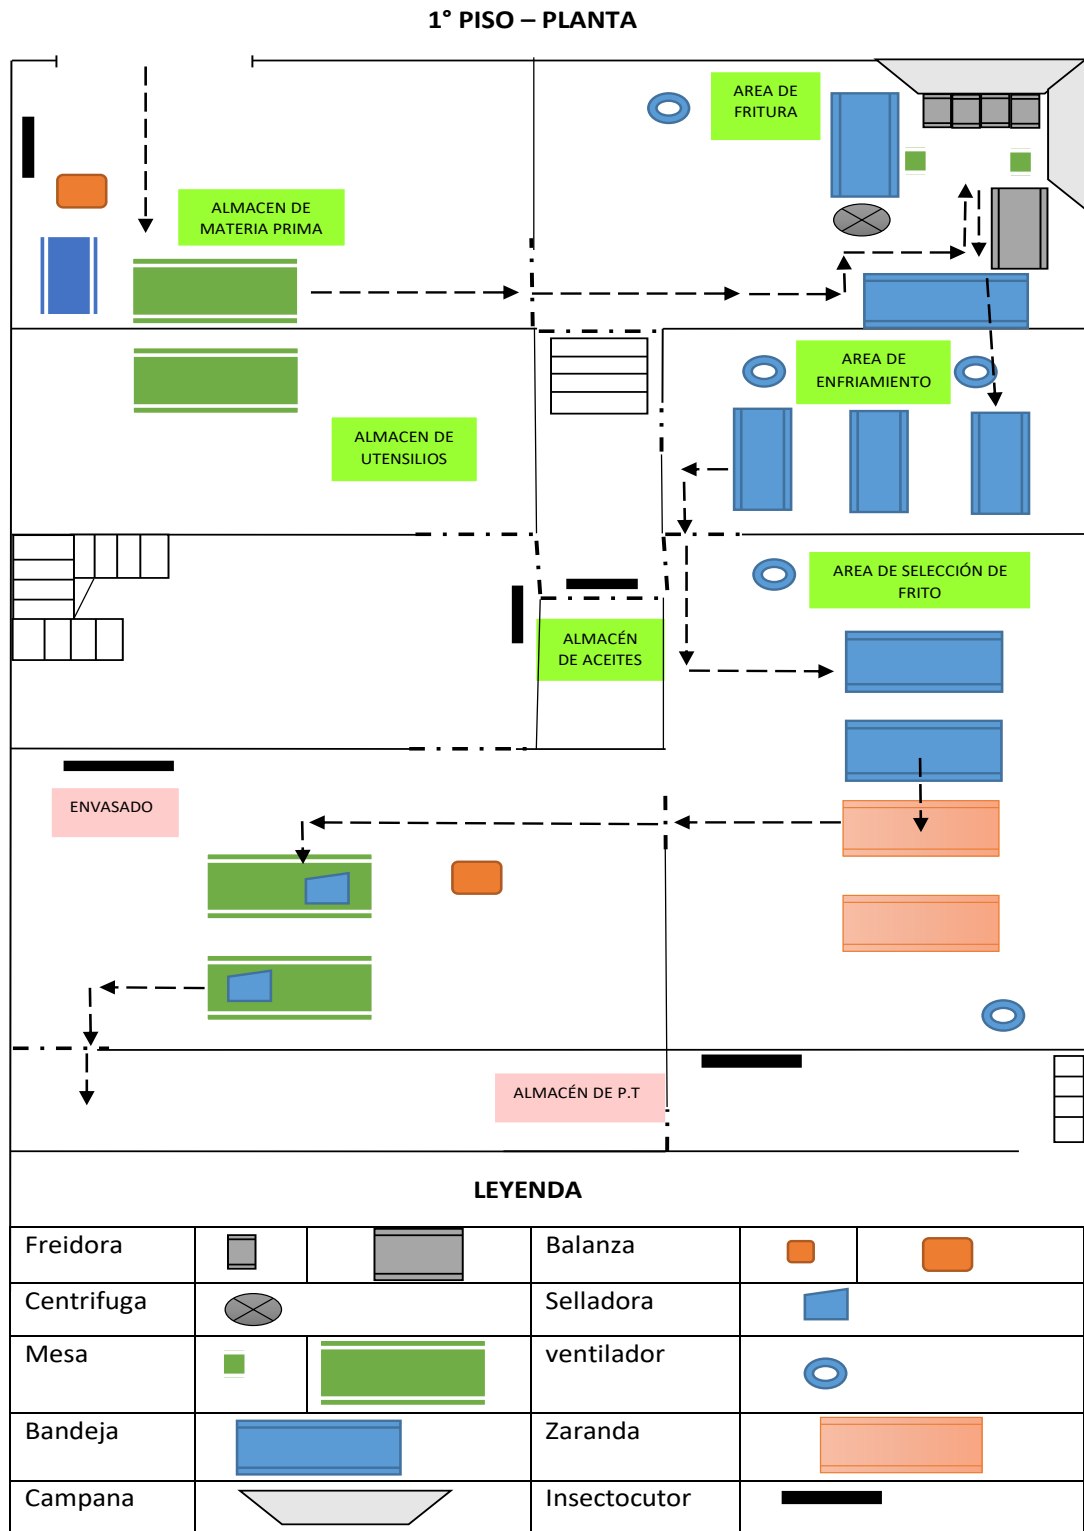 1° PISO – PLANTA
AREA DE
FRITURA
ALMACEN DE
MATERIA PRIMA
AREA DE
ENFRIAMIENTO
ALMACEN DE
UTENSILIOS
AREA DE SELECCIÓN DE
FRITO
ALMACÉN
DE ACEITES
ENVASADO
ALMACÉN DE P.T
LEYENDA
Freidora
Balanza
Centrifuga
Selladora
Mesa
ventilador
Bandeja
Zaranda
Campana
Insectocutor